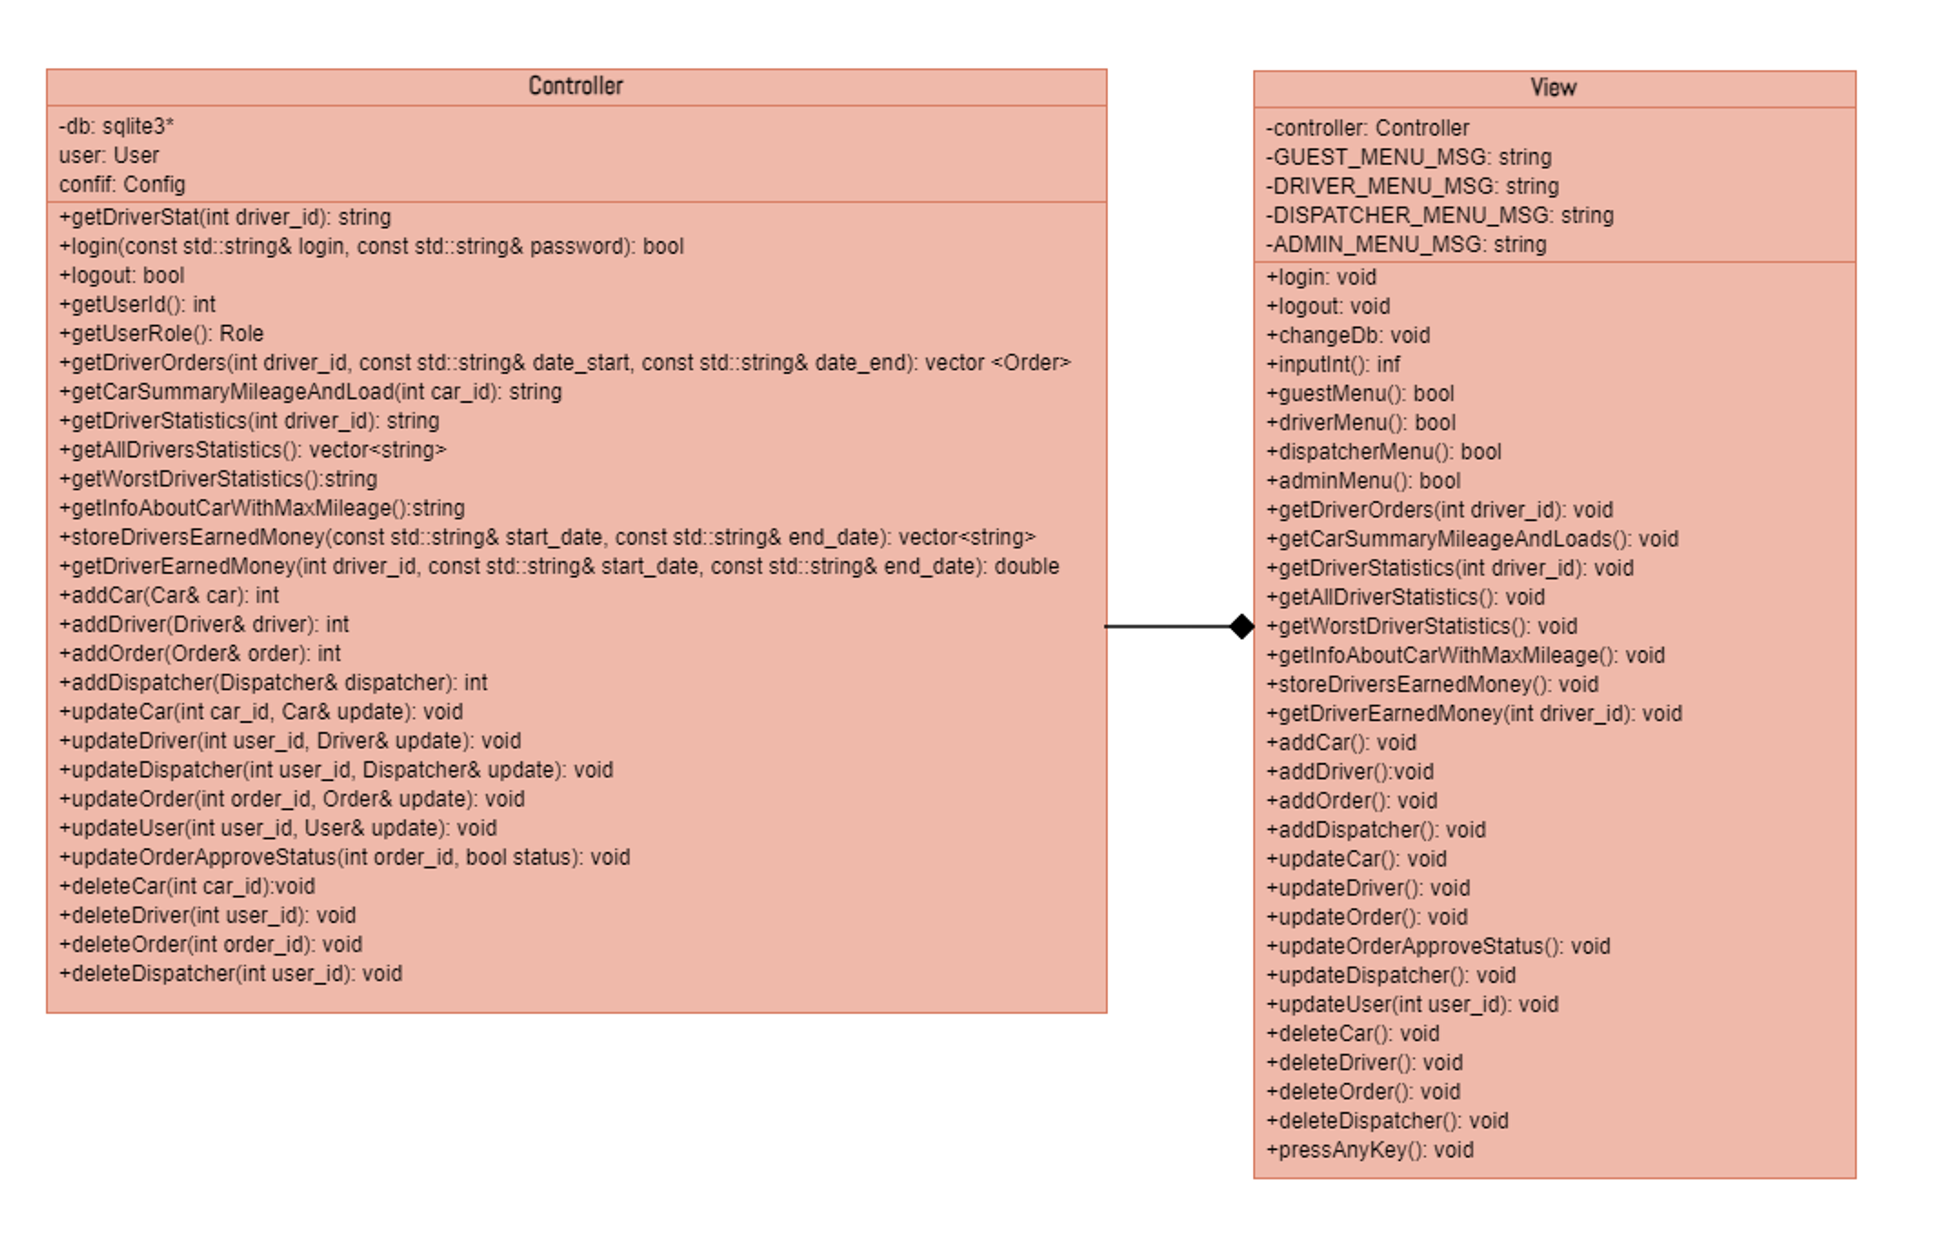 Controller
-db: sqlite3*
user: User
confif: Config
+getDriverStat(int driver_id): string
+login(const std::string& login, const std::string& password): bool
+logout: bool
+getUserId(): int
+getUserRole(): Role
+getDriverOrders(int driver_id, const std::string& date_start, const std::string& date_end): vector <Order>
+getCarSummaryMileageAndLoad(int car_id): string
+getDriverStatistics(int driver_id): string
+getAllDriversStatistics(): vector<string>
+getWorstDriverStatistics():string
+getInfoAboutCarWithMaxMileage():string
+storeDriversEarnedMoney(const std::string& start_date, const std::string& end_date): vector<string>
+getDriverEarnedMoney(int driver_id, const std::string& start_date, const std::string& end_date): double
+addCar(Car& car): int
+addDriver(Driver& driver): int
+addOrder(Order& order): int
+addDispatcher(Dispatcher& dispatcher): int
+updateCar(int car_id, Car& update): void
+updateDriver(int user_id, Driver& update): void
+updateDispatcher(int user_id, Dispatcher& update): void
+updateOrder(int order_id, Order& update): void
+updateUser(int user_id, User& update): void
+updateOrderApproveStatus(int order_id, bool status): void
+deleteCar(int car_id):void
+deleteDriver(int user_id): void
+deleteOrder(int order_id): void
+deleteDispatcher(int user_id): void
View
-controller: Controller
-GUEST_MENU_MSG: string
-DRIVER_MENU_MSG: string
-DISPATCHER_MENU_MSG: string
-ADMIN_MENU_MSG: string
+login: void
+logout: void
+changeDb: void
+inputInt(): inf
+guestMenu(): bool
+driverMenu(): bool
+dispatcherMenu(): bool
+adminMenu(): bool
+getDriverOrders(int driver_id): void
+getCarSummaryMileageAndLoads(): void
+getDriverStatistics(int driver_id): void
+getAllDriverStatistics(): void
+getWorstDriverStatistics(): void
+getInfoAboutCarWithMaxMileage(): void
+storeDriversEarnedMoney(): void
+getDriverEarnedMoney(int driver_id): void
+addCar(): void
+addDriver():void
+addOrder(): void
+addDispatcher(): void
+updateCar(): void
+updateDriver(): void
+updateOrder(): void
+updateOrderApproveStatus(): void
+updateDispatcher(): void
+updateUser(int user_id): void
+deleteCar(): void
+deleteDriver(): void
+deleteOrder(): void
+deleteDispatcher(): void
+pressAnyKey(): void